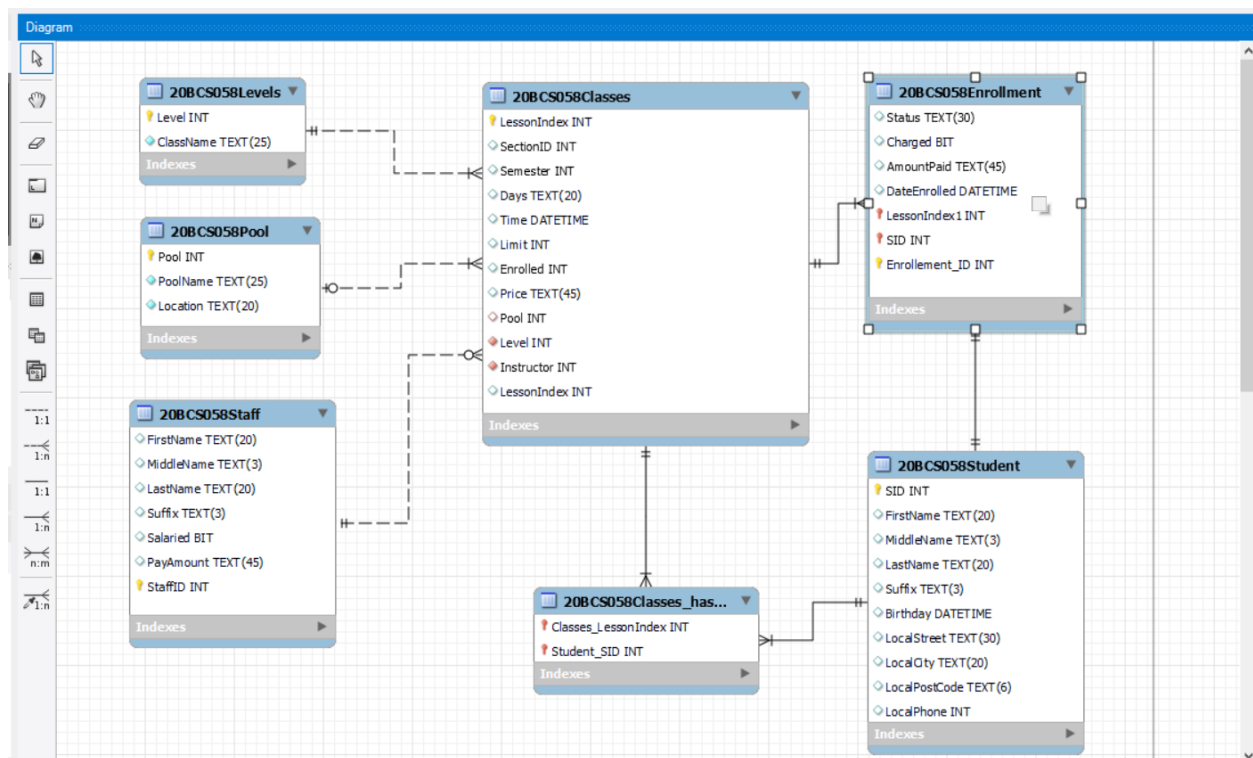 Diagram
20BCS058Levels
Level INT
ClassName TEXT(25)
Indexes
20BCS058Pool
Pool INT
PoolName TEXT(25)
Location TEXT(20)
Indexes
20BCS058Staff
FirstName TEXT(20)
MiddleName TEXT(3)
LastName TEXT(20)
Suffix TEXT(3)
Salaried BIT
PayAmount TEXT(45)
StaffID INT
Indexes
20BCS058Classes
LessonIndex INT
SectionID INT
Semester INT
Days TEXT(20)
Time DATETIME
Limit INT
Enrolled INT
Price TEXT(45)
Pool INT
Level INT
Instructor INT
LessonIndex INT
Indexes
20BCS058Classes_has...
Classes_LessonIndex INT
Student_SID INT
Indexes
20BCS058Enrollment
Status TEXT(30)
Charged BIT
AmountPaid TEXT(45)
DateEnrolled DATETIME
LessonIndex1 INT
SID INT
Enrollement_ID INT
Indexes
20BCS058Student
SID INT
FirstName TEXT(20)
MiddleName TEXT(3)
LastName TEXT(20)
Suffix TEXT(3)
Birthday DATETIME
LocalStreet TEXT(30)
LocalCity TEXT(20)
LocalPostCode TEXT(6)
LocalPhone INT
Indexes
1:1
1:n
1:1
1:n
n:m
1:n